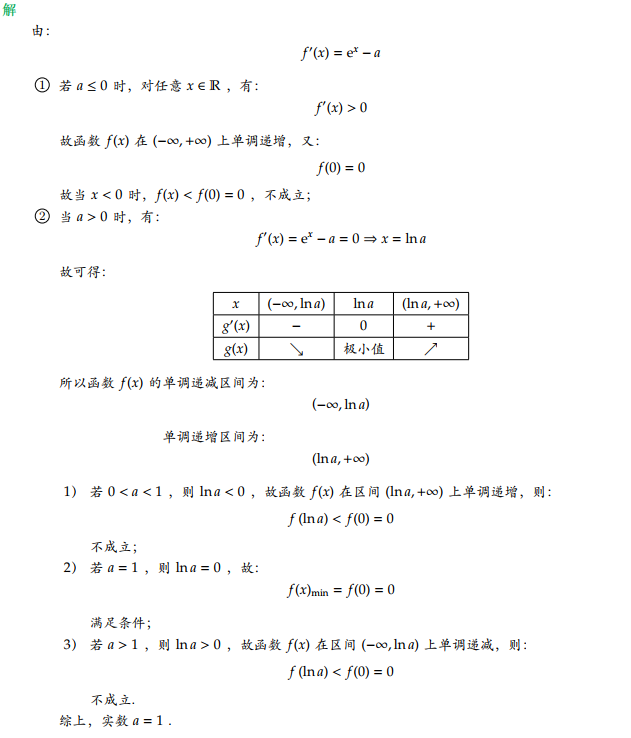 解
由：
f′(x) = eˣ − a
① 若 a ≤ 0 时，对任意 x ∈ ℝ ，有：
f′(x) > 0
故函数 f(x) 在 (−∞, +∞) 上单调递增，又：
f(0) = 0
故当 x < 0 时，f(x) < f(0) = 0 ，不成立；
② 当 a > 0 时，有：
f′(x) = eˣ − a = 0 ⇒ x = ln a
故可得：
x (−∞, ln a) ln a (ln a, +∞)
g′(x) − 0 +
g(x) ↘ 极小值 ↗
所以函数 f(x) 的单调递减区间为：
(−∞, ln a)
单调递增区间为：
(ln a, +∞)
1） 若 0 < a < 1 ，则 ln a < 0 ，故函数 f(x) 在区间 (ln a, +∞) 上单调递增，则：
f (ln a) < f(0) = 0
不成立；
2） 若 a = 1 ，则 ln a = 0 ，故：
f(x)min = f(0) = 0
满足条件；
3） 若 a > 1 ，则 ln a > 0 ，故函数 f(x) 在区间 (−∞, ln a) 上单调递减，则：
f (ln a) < f(0) = 0
不成立.
综上，实数 a = 1 .